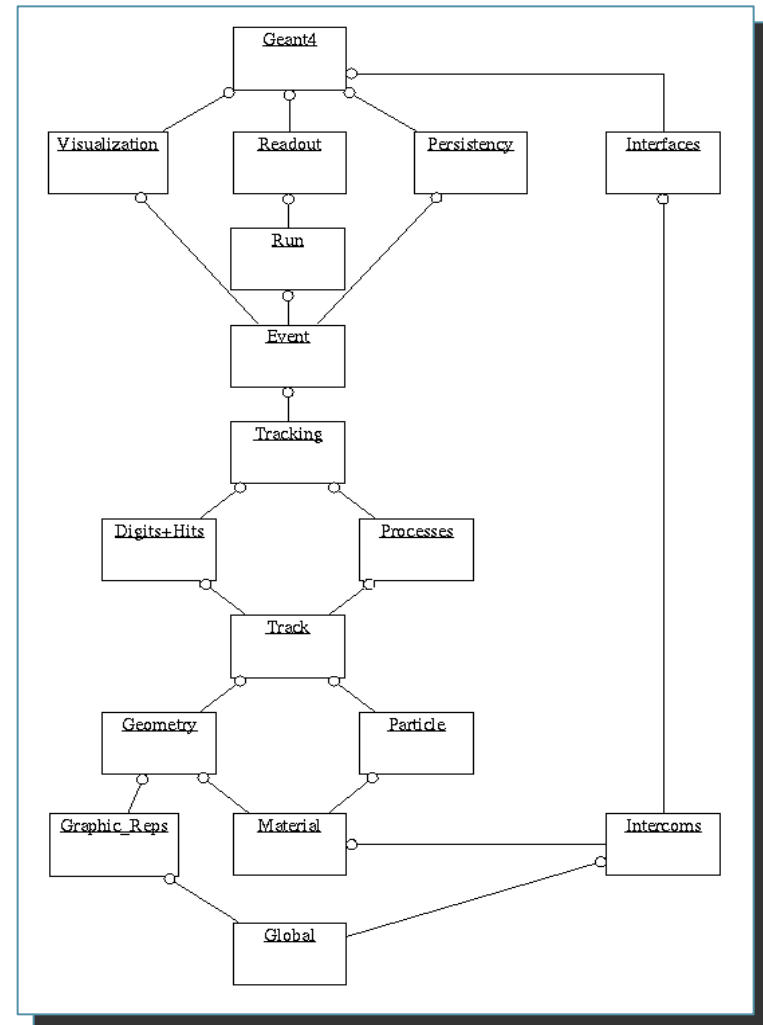 Geant4
Visualization
Readout
Persistency
Interfaces
Run
Event
Tracking
Digits+Hits
Processes
Track
Geometry
Particle
Graphic_Reps
Material
Intercoms
Global